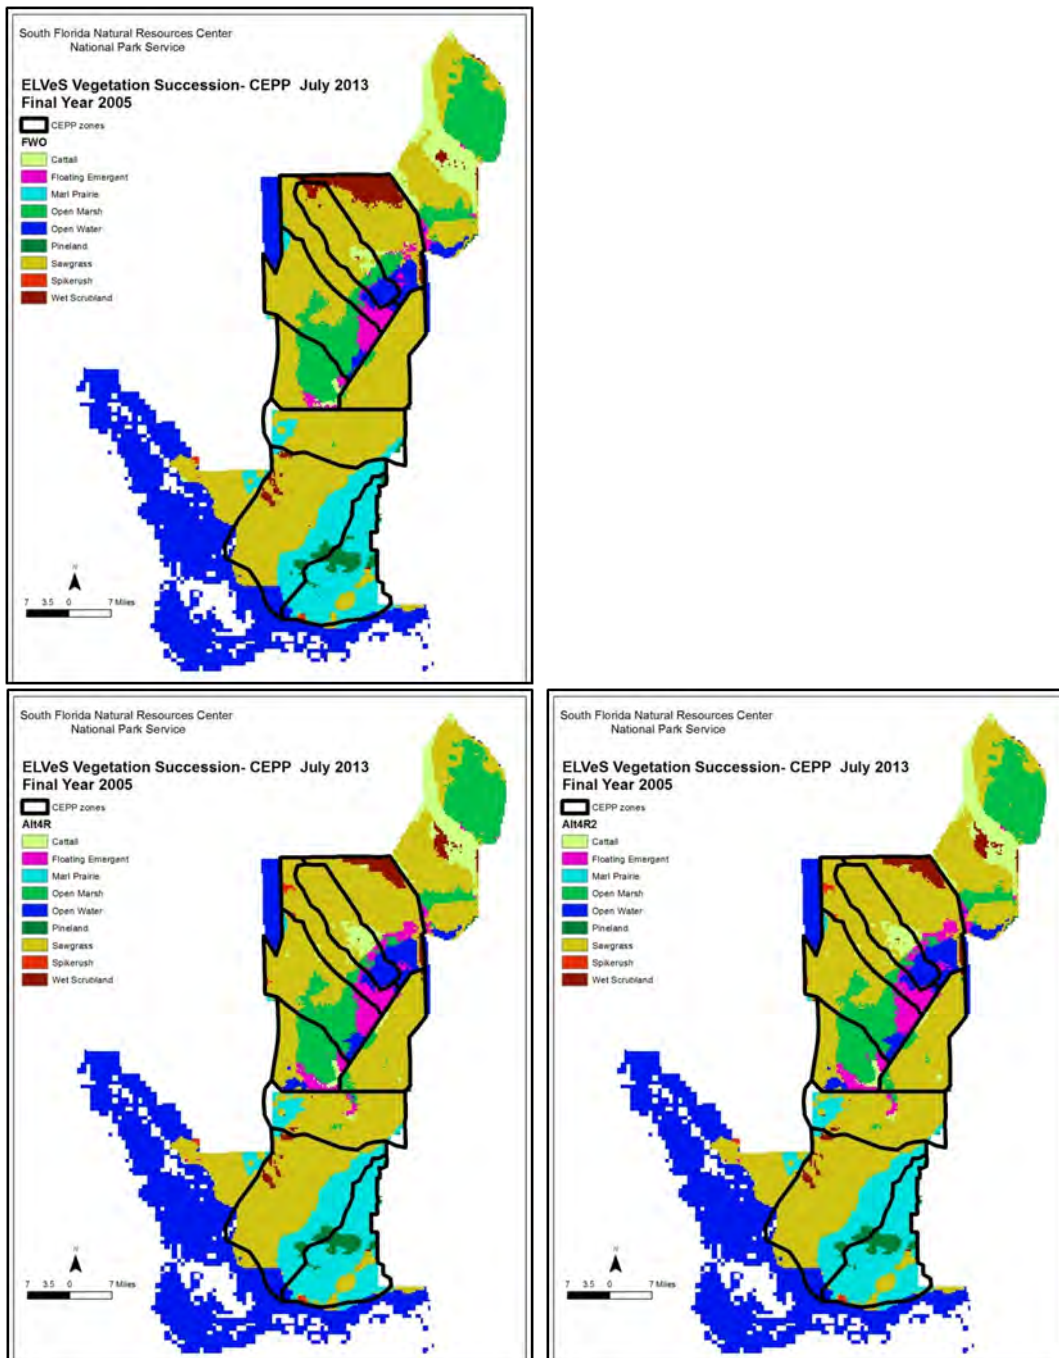 South Florida Natural Resources Center
National Park Service
ELVeS Vegetation Succession- CEPP July 2013
Final Year 2005
CEPP zones
FWO
Cattail
Floating Emergent
Marl Prairie
Open Marsh
Open Water
Pineland
Sawgrass
Spikerush
Wet Scrubland
N
7 3.5 0 7 Miles
South Florida Natural Resources Center
National Park Service
ELVeS Vegetation Succession- CEPP July 2013
Final Year 2005
CEPP zones
Alt4R
Cattail
Floating Emergent
Marl Prairie
Open Marsh
Open Water
Pineland
Sawgrass
Spikerush
Wet Scrubland
N
7 3.5 0 7 Miles
South Florida Natural Resources Center
National Park Service
ELVeS Vegetation Succession- CEPP July 2013
Final Year 2005
CEPP zones
Alt4R2
Cattail
Floating Emergent
Marl Prairie
Open Marsh
Open Water
Pineland
Sawgrass
Spikerush
Wet Scrubland
N
7 3.5 0 7 Miles